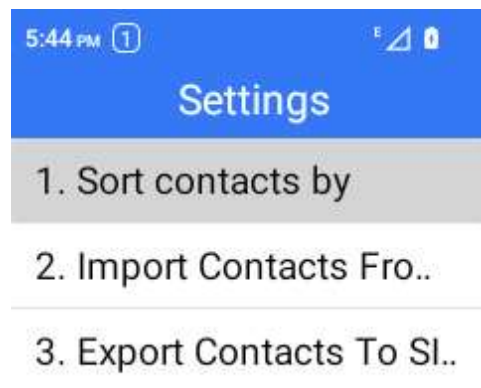 5:44 PM 1 E
Settings
1. Sort contacts by
2. Import Contacts Fro..
3. Export Contacts To SI..